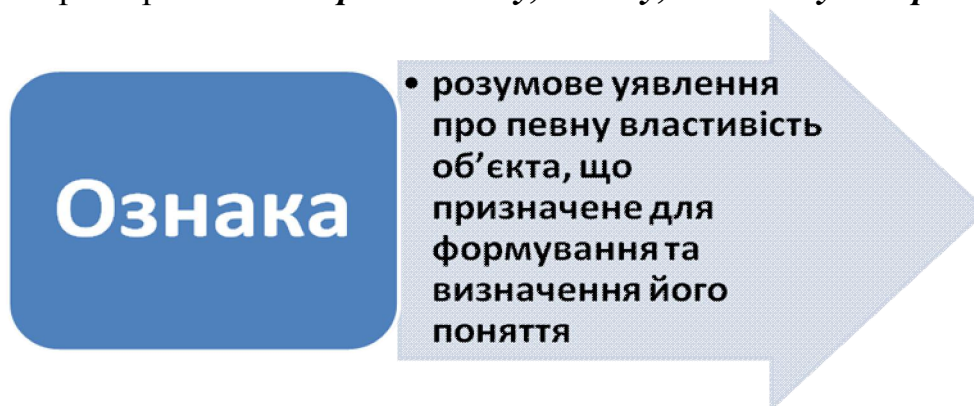 Ознака
• розумове уявлення
про певну властивість
об’єкта, що
призначене для
формування та
визначення його
поняття